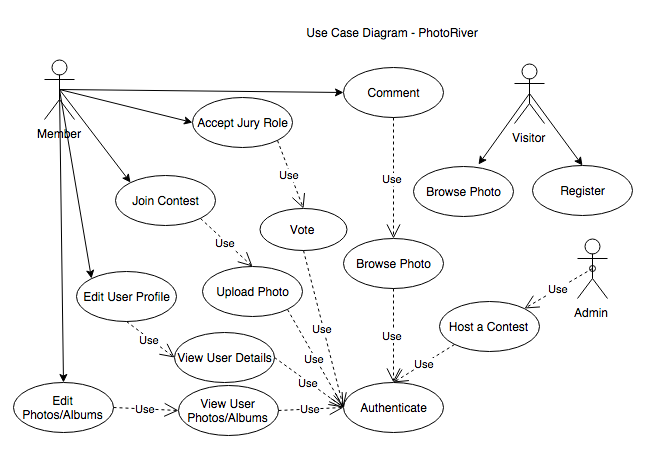 Use Case Diagram - PhotoRiver
Member
Visitor
Comment
Accept Jury Role
Use
Use
Browse Photo
Register
Join Contest
Vote
Use
Browse Photo
Use
Admin
Edit User Profile
Upload Photo
Host a Contest
Use
Use
Use
Use
Use
View User Details
Use
Use
Edit
Photos/Albums
Use
View User
Photos/Albums
Use
Authenticate